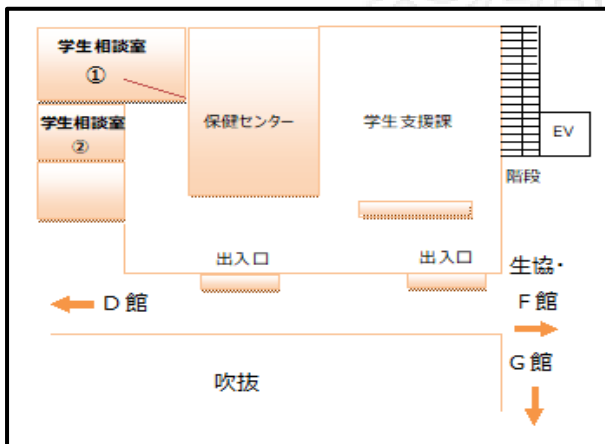 学生相談室
①
学生相談室
②
保健センター
学生支援課
EV
階段
出入口
出入口
生協・
F館
D館
G館
吹抜